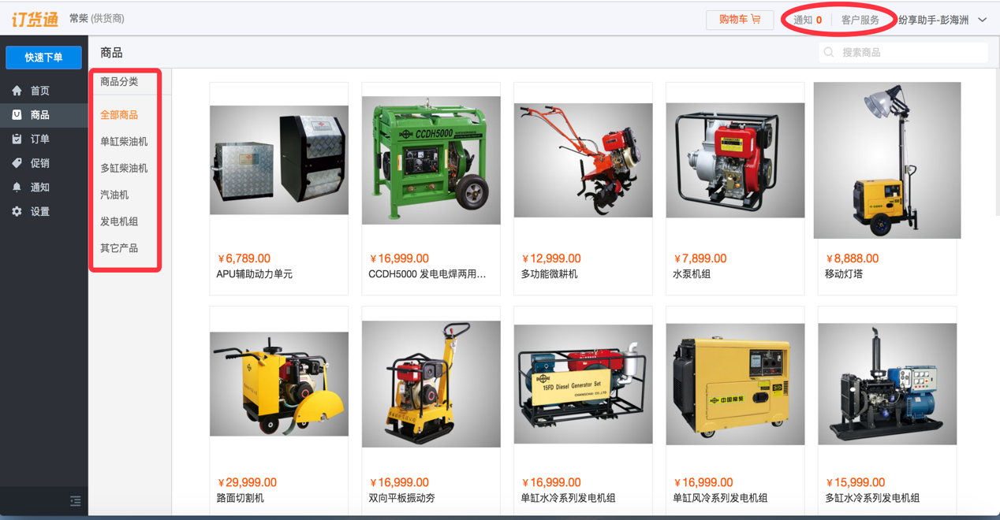 订货通 常柴 (供货商) 购物车 通知 0 客户服务 纷享助手-彭海洲
快速下单
商品
搜索商品
首页
商品
订单
促销
通知
设置
商品分类
全部商品
单缸柴油机
多缸柴油机
汽油机
发电机组
其它产品
CCDH5000
¥6,789.00
APU辅助动力单元
¥16,999.00
CCDH5000 发电电焊两用...
¥12,999.00
多功能微耕机
¥7,899.00
水泵机组
¥8,888.00
移动灯塔
15FD Diesel Generator Set
CHANGCHAI CO.,LTD
¥29,999.00
路面切割机
¥16,999.00
双向平板振动夯
¥16,999.00
单缸水冷系列发电机组
¥16,999.00
单缸风冷系列发电机组
¥15,999.00
多缸水冷系列发电机组